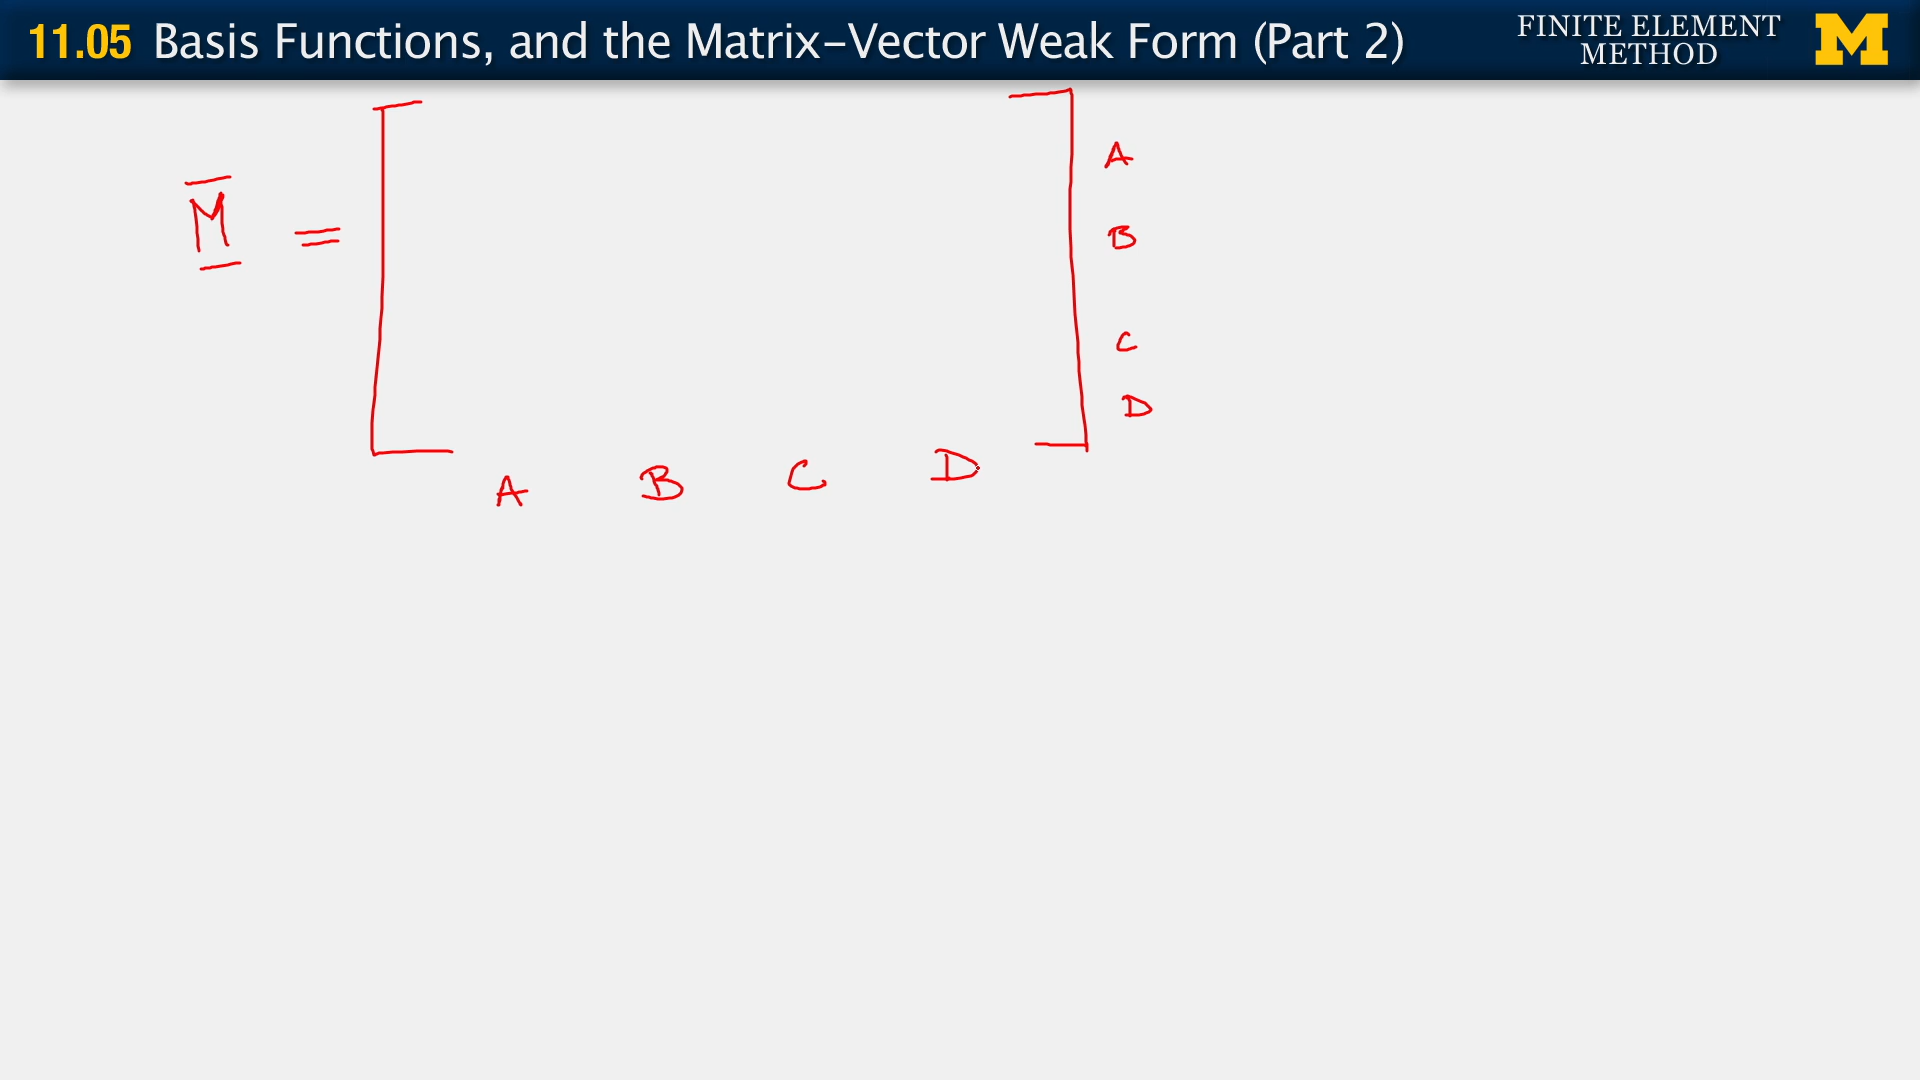 11.05 Basis Functions, and the Matrix–Vector Weak Form (Part 2)
FINITE ELEMENT
METHOD
M
A
M̲̅ =
B
C
D
A B C D